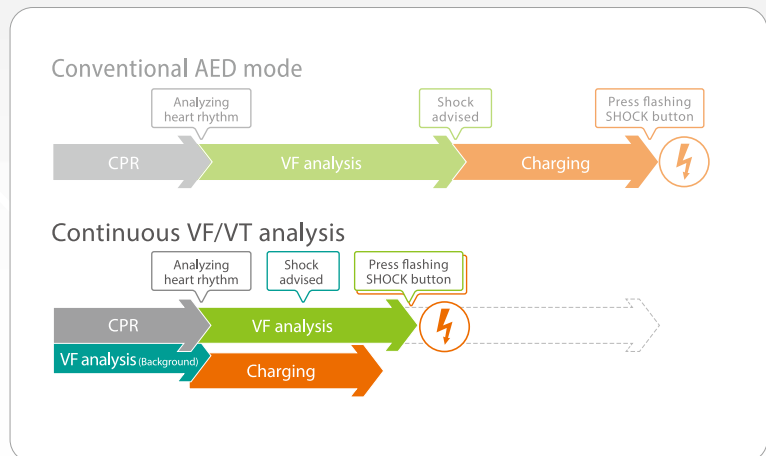 Conventional AED mode
Analyzing
heart rhythm
Shock
advised
Press flashing
SHOCK button
CPR
VF analysis
Charging
Continuous VF/VT analysis
Analyzing
heart rhythm
Shock
advised
Press flashing
SHOCK button
CPR
VF analysis
VF analysis (Background)
Charging